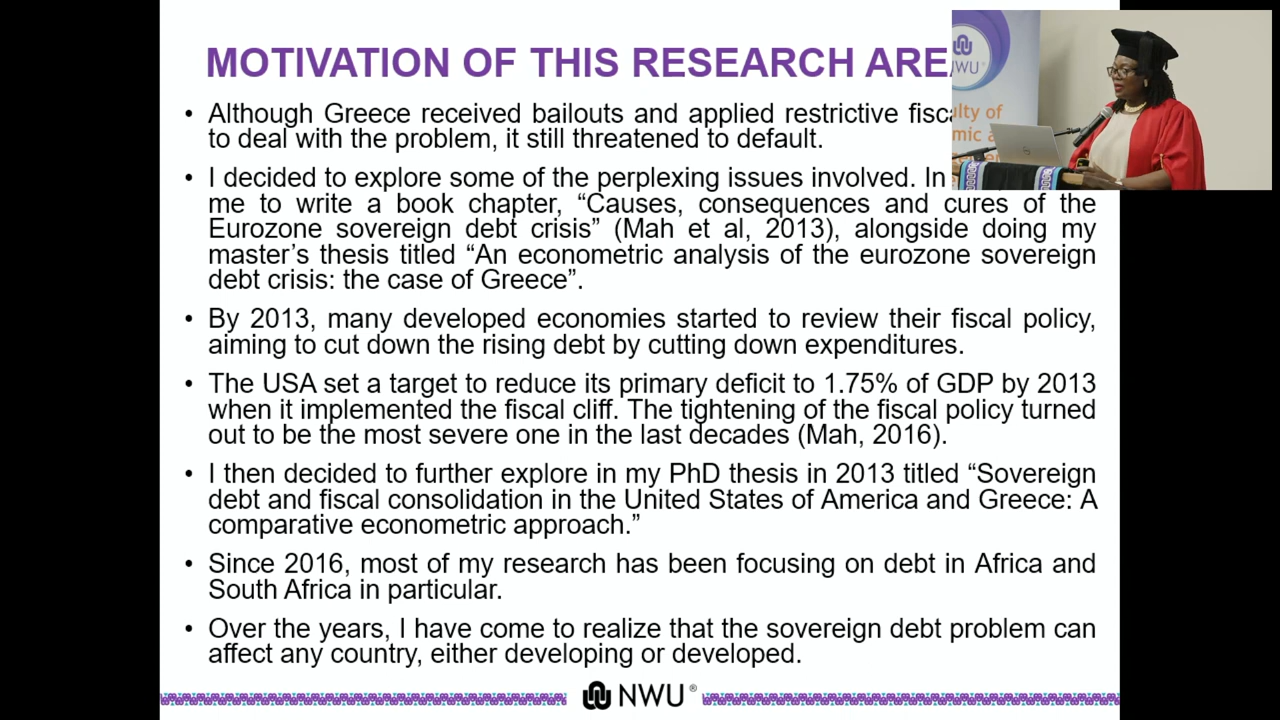 MOTIVATION OF THIS RESEARCH ARE
• Although Greece received bailouts and applied restrictive
to deal with the problem, it still threatened to default.
• I decided to explore some of the perplexing issues involved. In
me to write a book chapter, “Causes, consequences and cures of the
Eurozone sovereign debt crisis” (Mah et al, 2013), alongside doing my
master’s thesis titled “An econometric analysis of the eurozone sovereign
debt crisis: the case of Greece”.
• By 2013, many developed economies started to review their fiscal policy,
aiming to cut down the rising debt by cutting down expenditures.
• The USA set a target to reduce its primary deficit to 1.75% of GDP by 2013
when it implemented the fiscal cliff. The tightening of the fiscal policy turned
out to be the most severe one in the last decades (Mah, 2016).
• I then decided to further explore in my PhD thesis in 2013 titled “Sovereign
debt and fiscal consolidation in the United States of America and Greece: A
comparative econometric approach.”
• Since 2016, most of my research has been focusing on debt in Africa and
South Africa in particular.
• Over the years, I have come to realize that the sovereign debt problem can
affect any country, either developing or developed.
NWU®
NWU®
ulty of
mic a